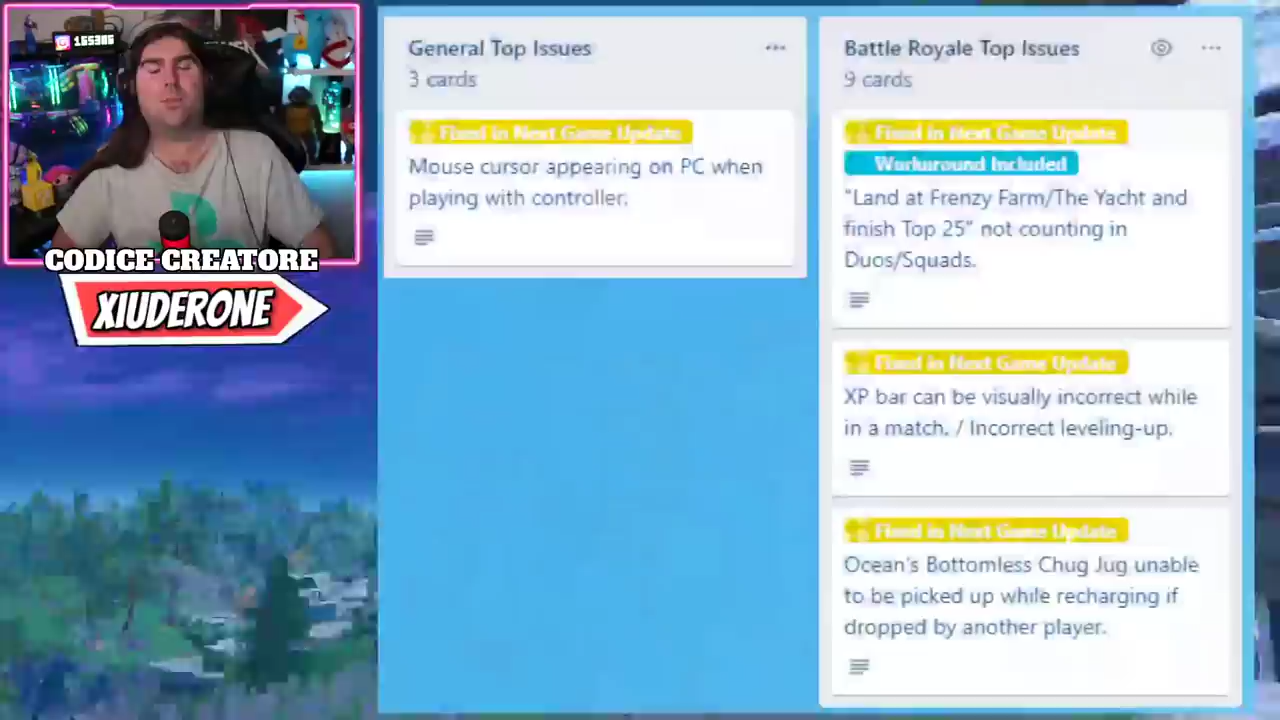 165386
CODICE CREATORE
XIUDERONE
General Top Issues
3 cards
Fixed in Next Game Update
Mouse cursor appearing on PC when
playing with controller.
Battle Royale Top Issues
9 cards
Fixed in Next Game Update
Workaround Included
"Land at Frenzy Farm/The Yacht and
finish Top 25" not counting in
Duos/Squads.
Fixed in Next Game Update
XP bar can be visually incorrect while
in a match. / Incorrect leveling-up.
Fixed in Next Game Update
Ocean's Bottomless Chug Jug unable
to be picked up while recharging if
dropped by another player.